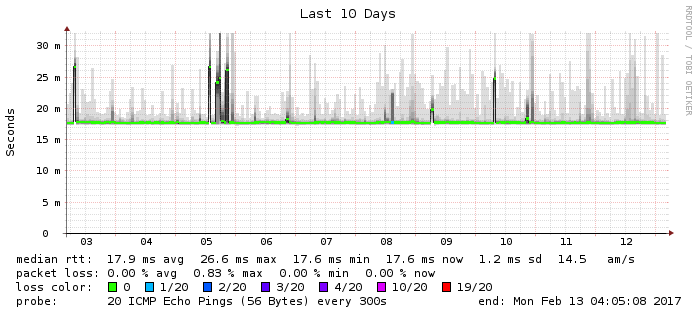 Last 10 Days
RRDTOOL / TOBI OETIKER
Seconds
30 m
25 m
20 m
15 m
10 m
5 m
0
03 04 05 06 07 08 09 10 11 12
median rtt: 17.9 ms avg 26.6 ms max 17.6 ms min 17.6 ms now 1.2 ms sd 14.5 am/s
packet loss: 0.00 % avg 0.83 % max 0.00 % min 0.00 % now
loss color: 0 1/20 2/20 3/20 4/20 10/20 19/20
probe: 20 ICMP Echo Pings (56 Bytes) every 300s end: Mon Feb 13 04:05:08 2017